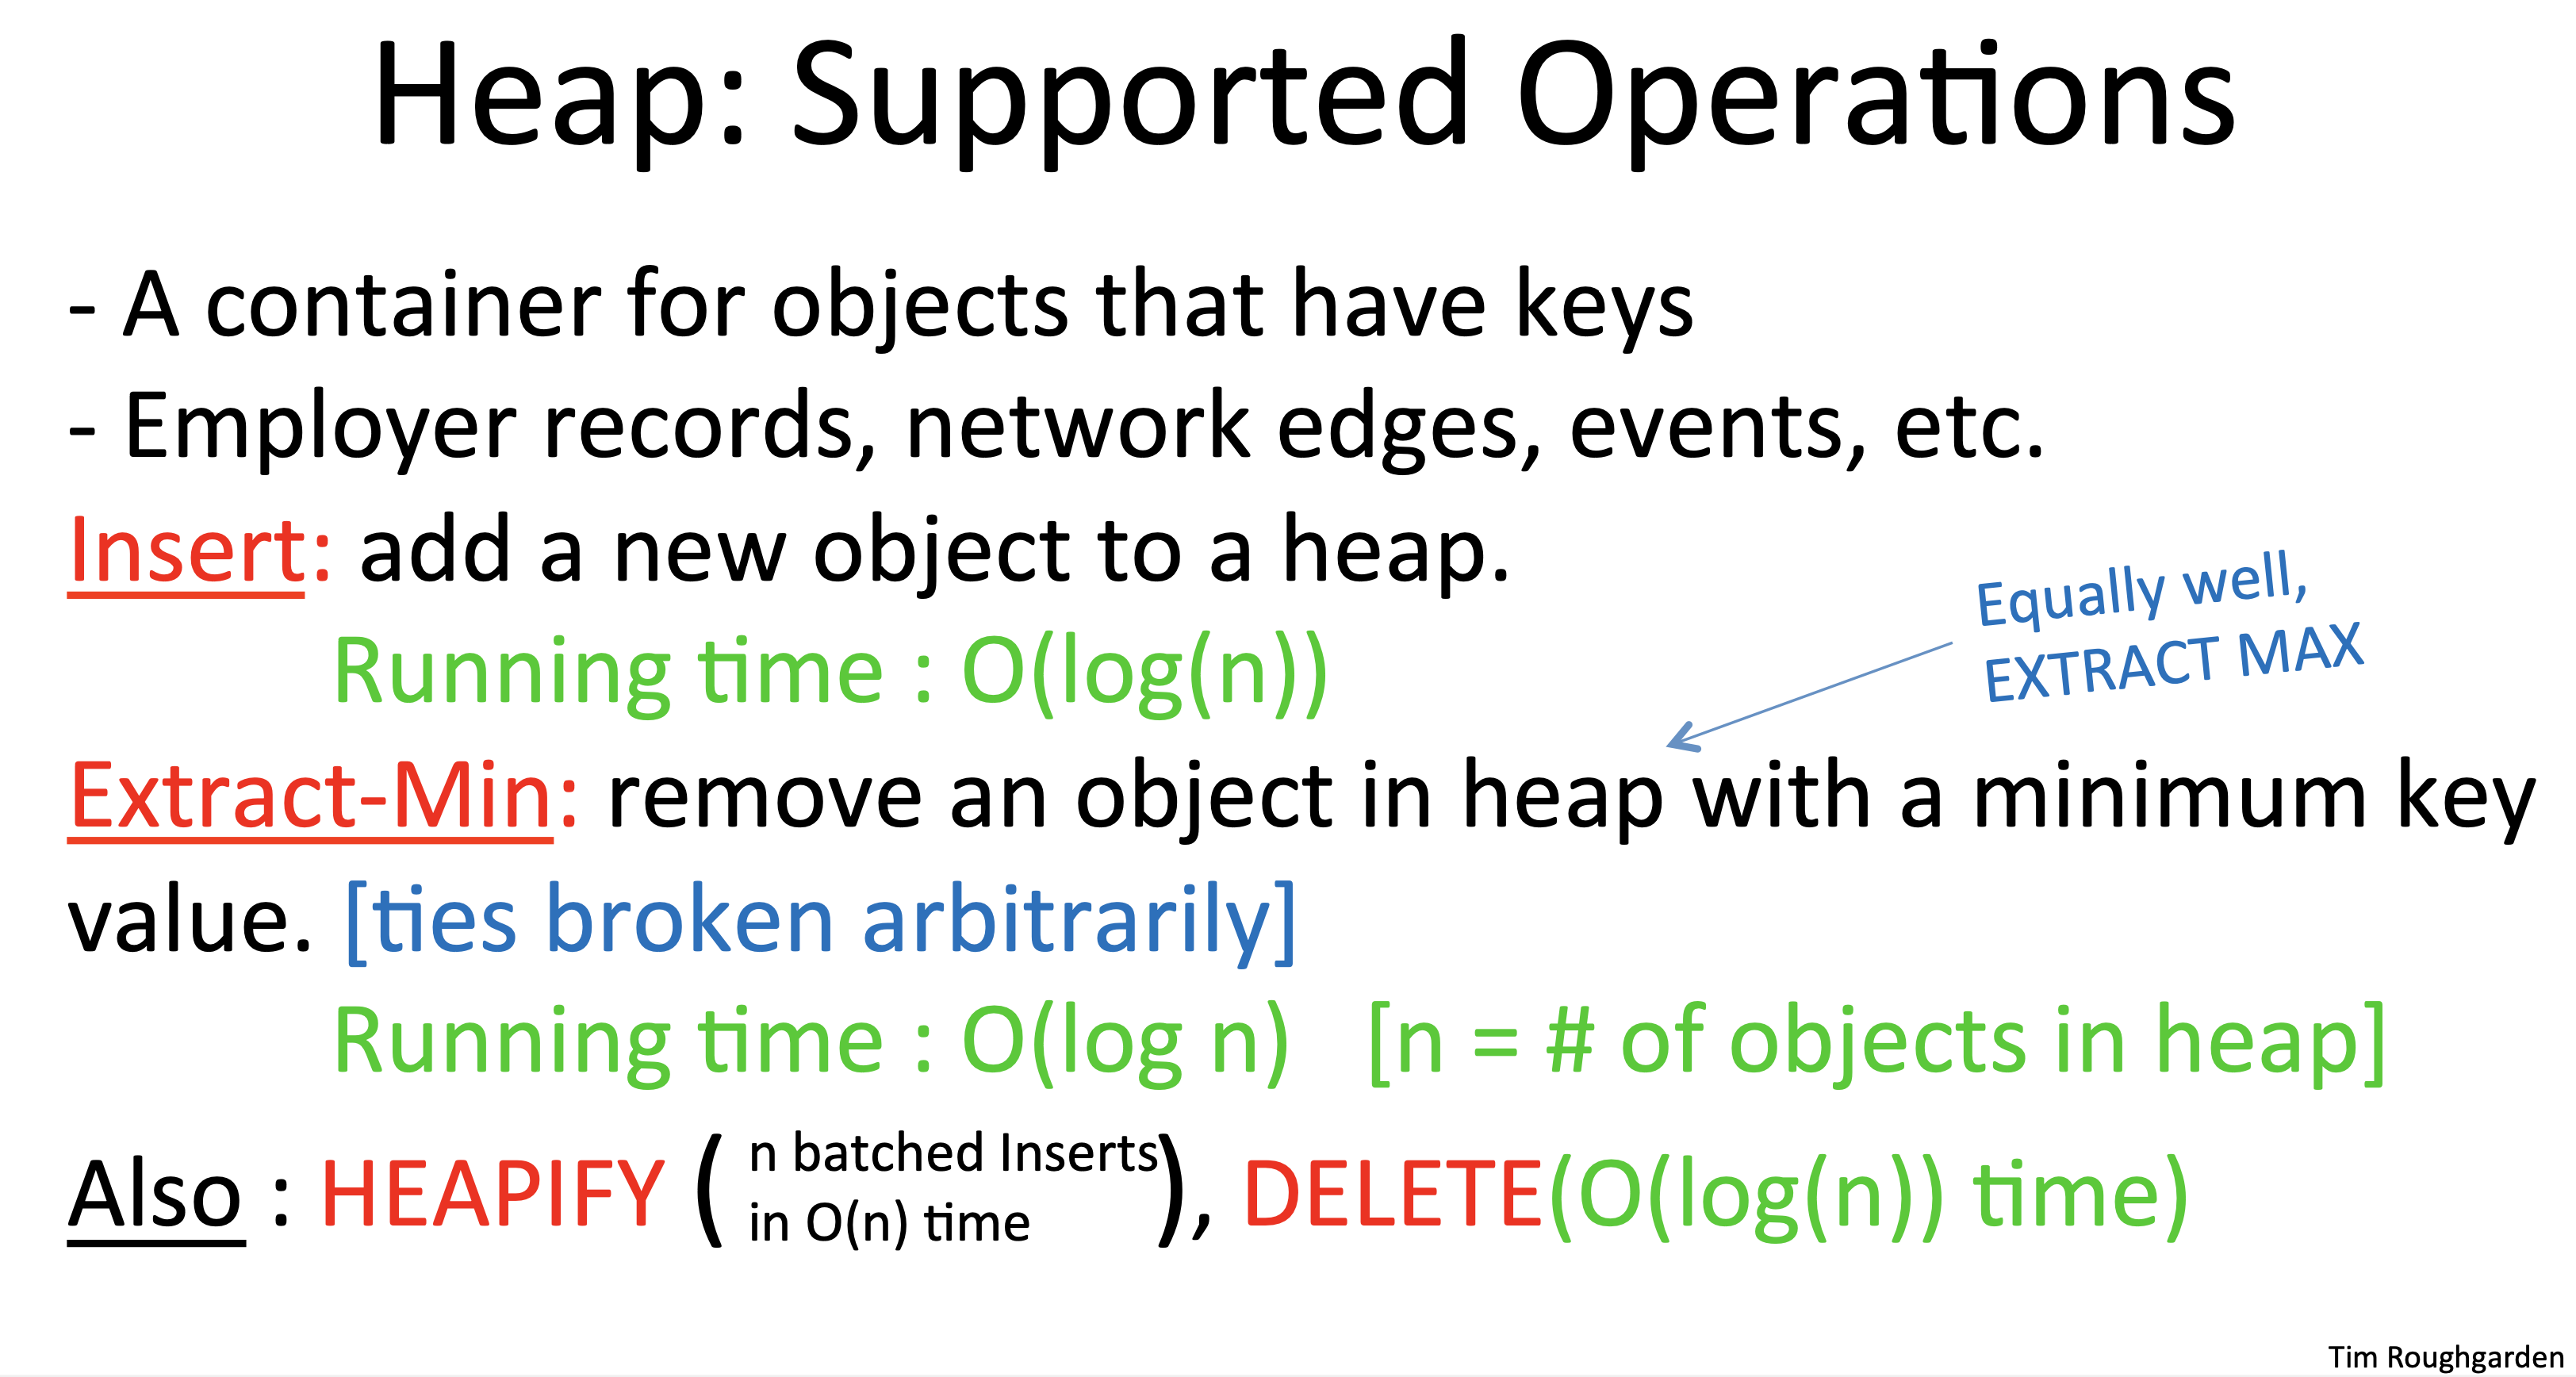 Heap: Supported Operations
- A container for objects that have keys
- Employer records, network edges, events, etc.
Insert: add a new object to a heap.
Running time : O(log(n))
Equally well,
EXTRACT MAX
Extract-Min: remove an object in heap with a minimum key
value. [ties broken arbitrarily]
Running time : O(log n) [n = # of objects in heap]
Also : HEAPIFY ( n batched Inserts
in O(n) time ), DELETE(O(log(n)) time)
Tim Roughgarden